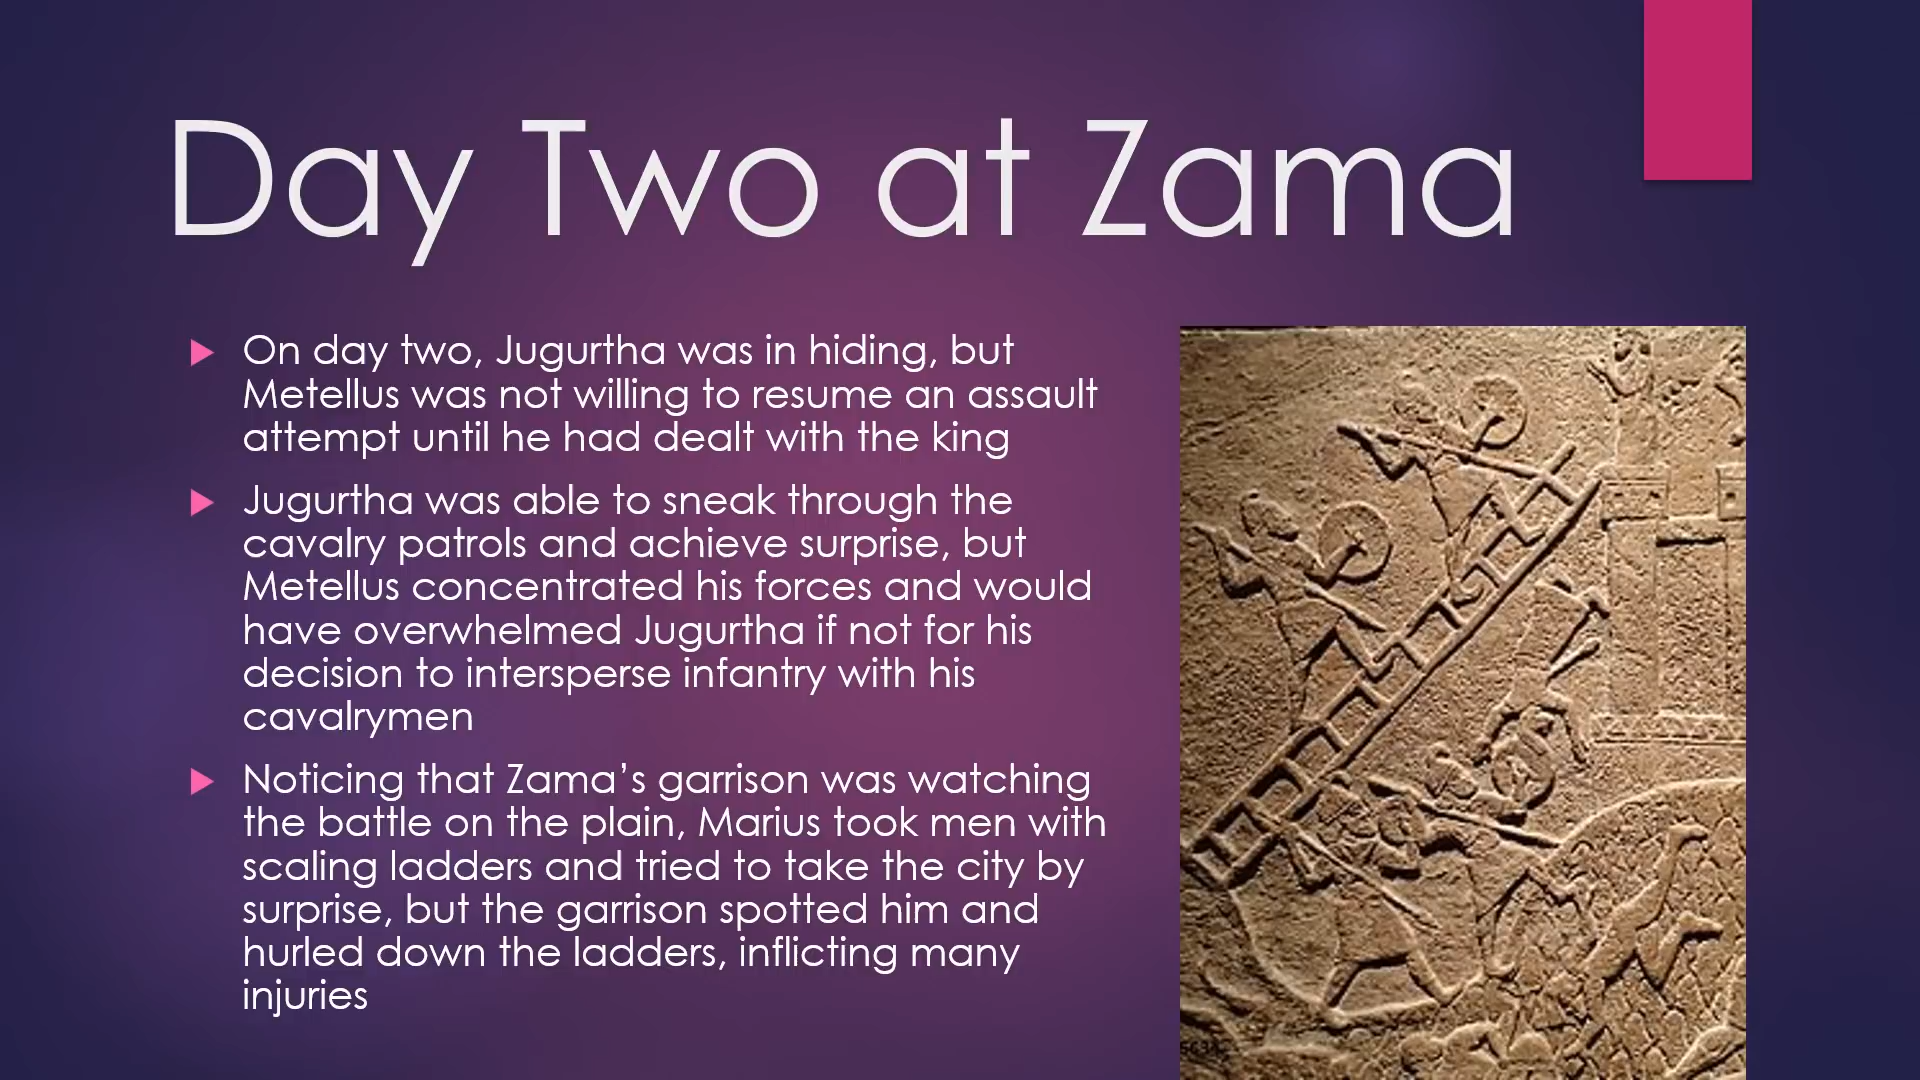 Day Two at Zama
On day two, Jugurtha was in hiding, but
Metellus was not willing to resume an assault
attempt until he had dealt with the king
Jugurtha was able to sneak through the
cavalry patrols and achieve surprise, but
Metellus concentrated his forces and would
have overwhelmed Jugurtha if not for his
decision to intersperse infantry with his
cavalrymen
Noticing that Zama’s garrison was watching
the battle on the plain, Marius took men with
scaling ladders and tried to take the city by
surprise, but the garrison spotted him and
hurled down the ladders, inflicting many
injuries